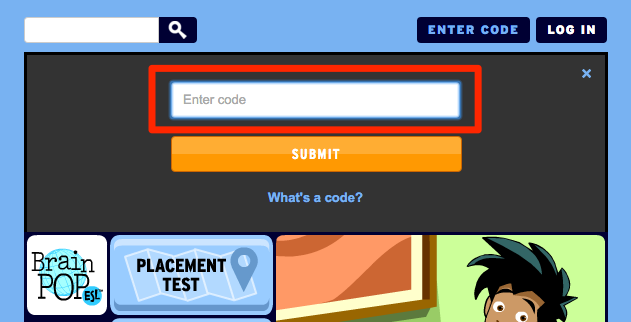 ENTER CODE
LOG IN
×
Enter code
SUBMIT
What's a code?
Brain
POP
ESL
PLACEMENT
TEST